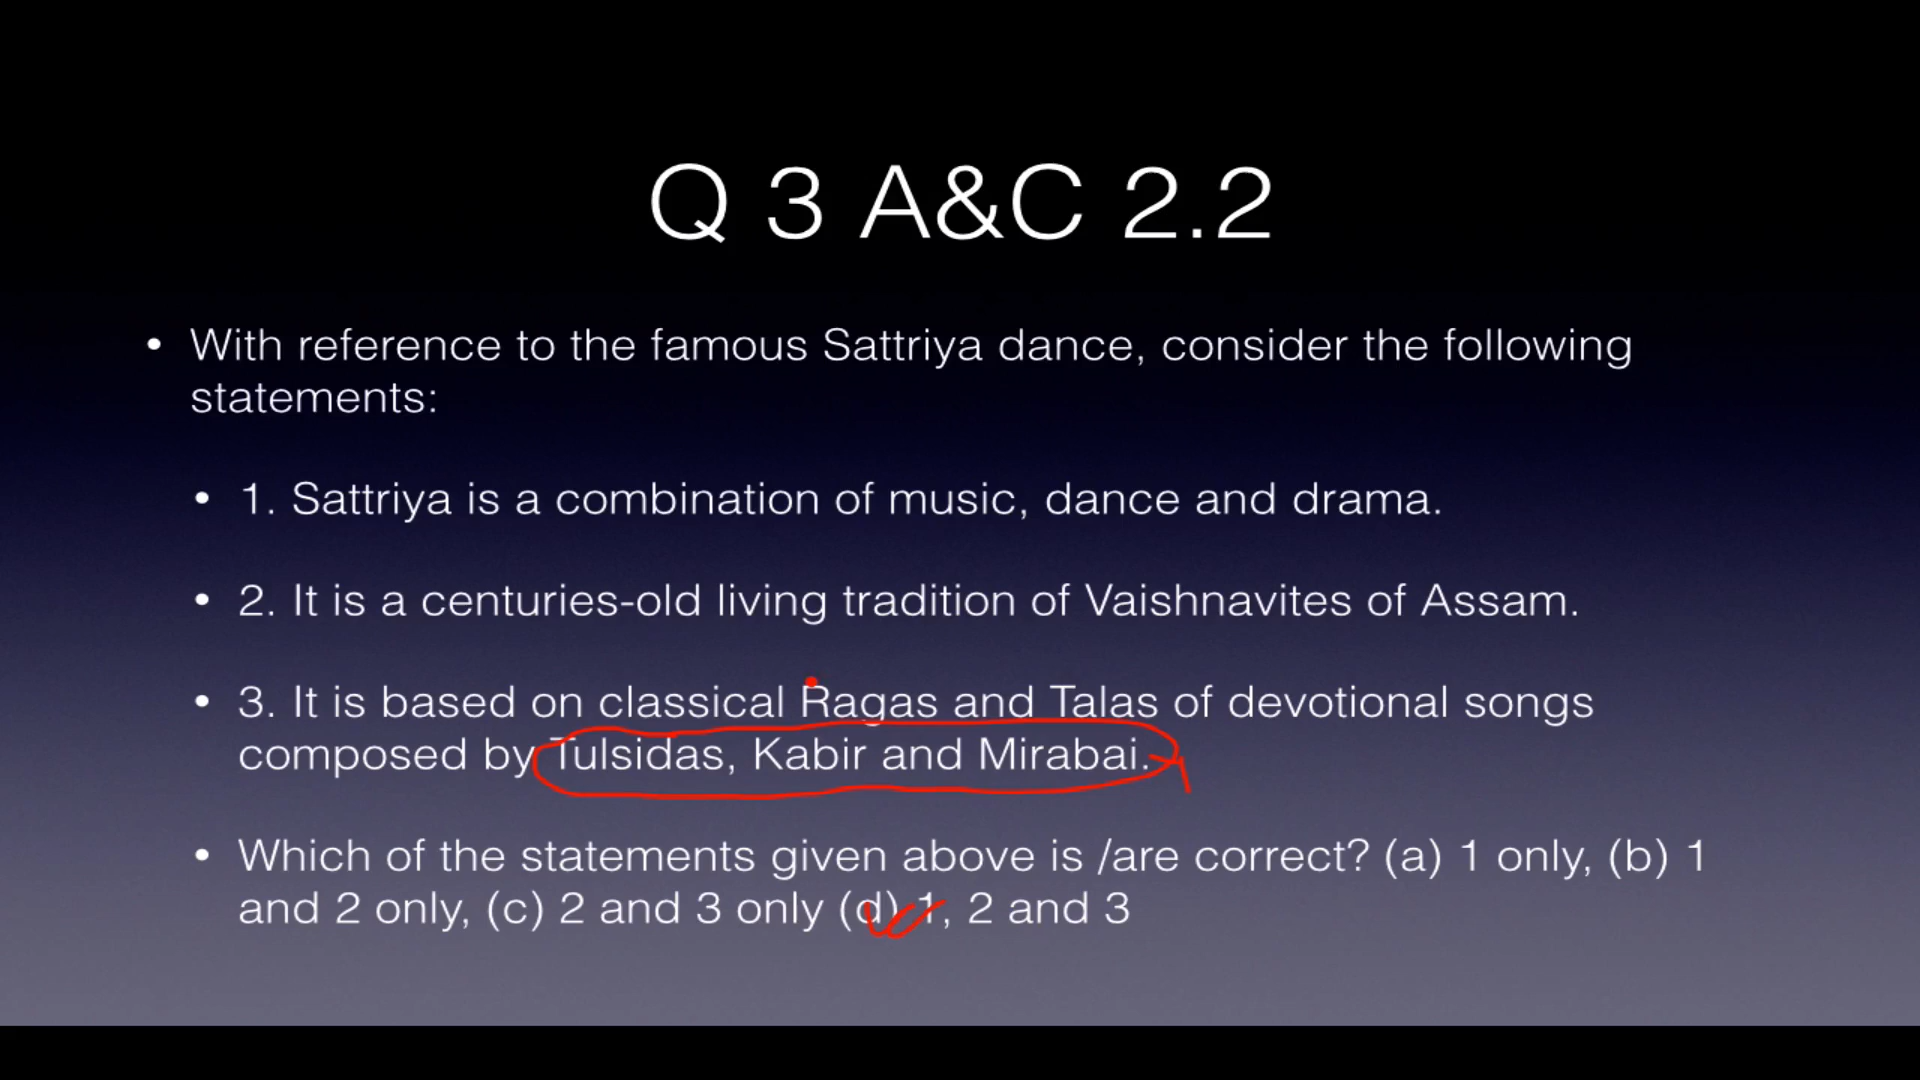 Q 3 A&C 2.2
• With reference to the famous Sattriya dance, consider the following
statements:
• 1. Sattriya is a combination of music, dance and drama.
• 2. It is a centuries-old living tradition of Vaishnavites of Assam.
• 3. It is based on classical Ragas and Talas of devotional songs
composed by Tulsidas, Kabir and Mirabai.
• Which of the statements given above is /are correct? (a) 1 only, (b) 1
and 2 only, (c) 2 and 3 only (d) 1, 2 and 3